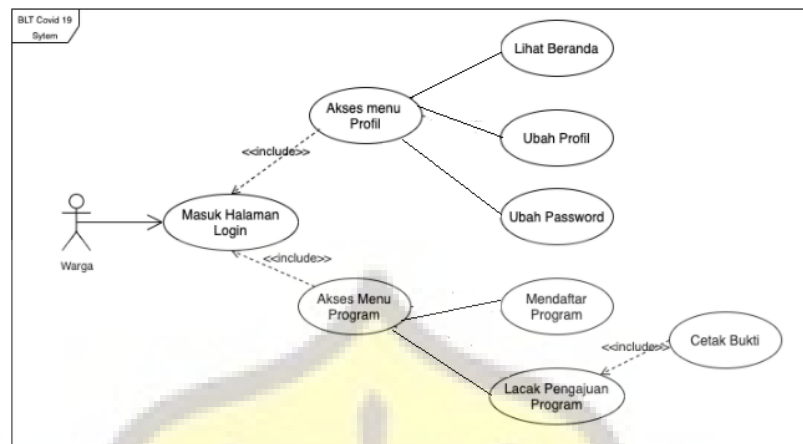 BLT Covid 19
Sytem
Lihat Beranda
Akses menu
Profil
Ubah Profil
<<include>>
Ubah Password
Masuk Halaman
Login
Warga
<<include>>
Akses Menu
Program
Mendaftar
Program
<<include>>
Cetak Bukti
Lacak Pengajuan
Program